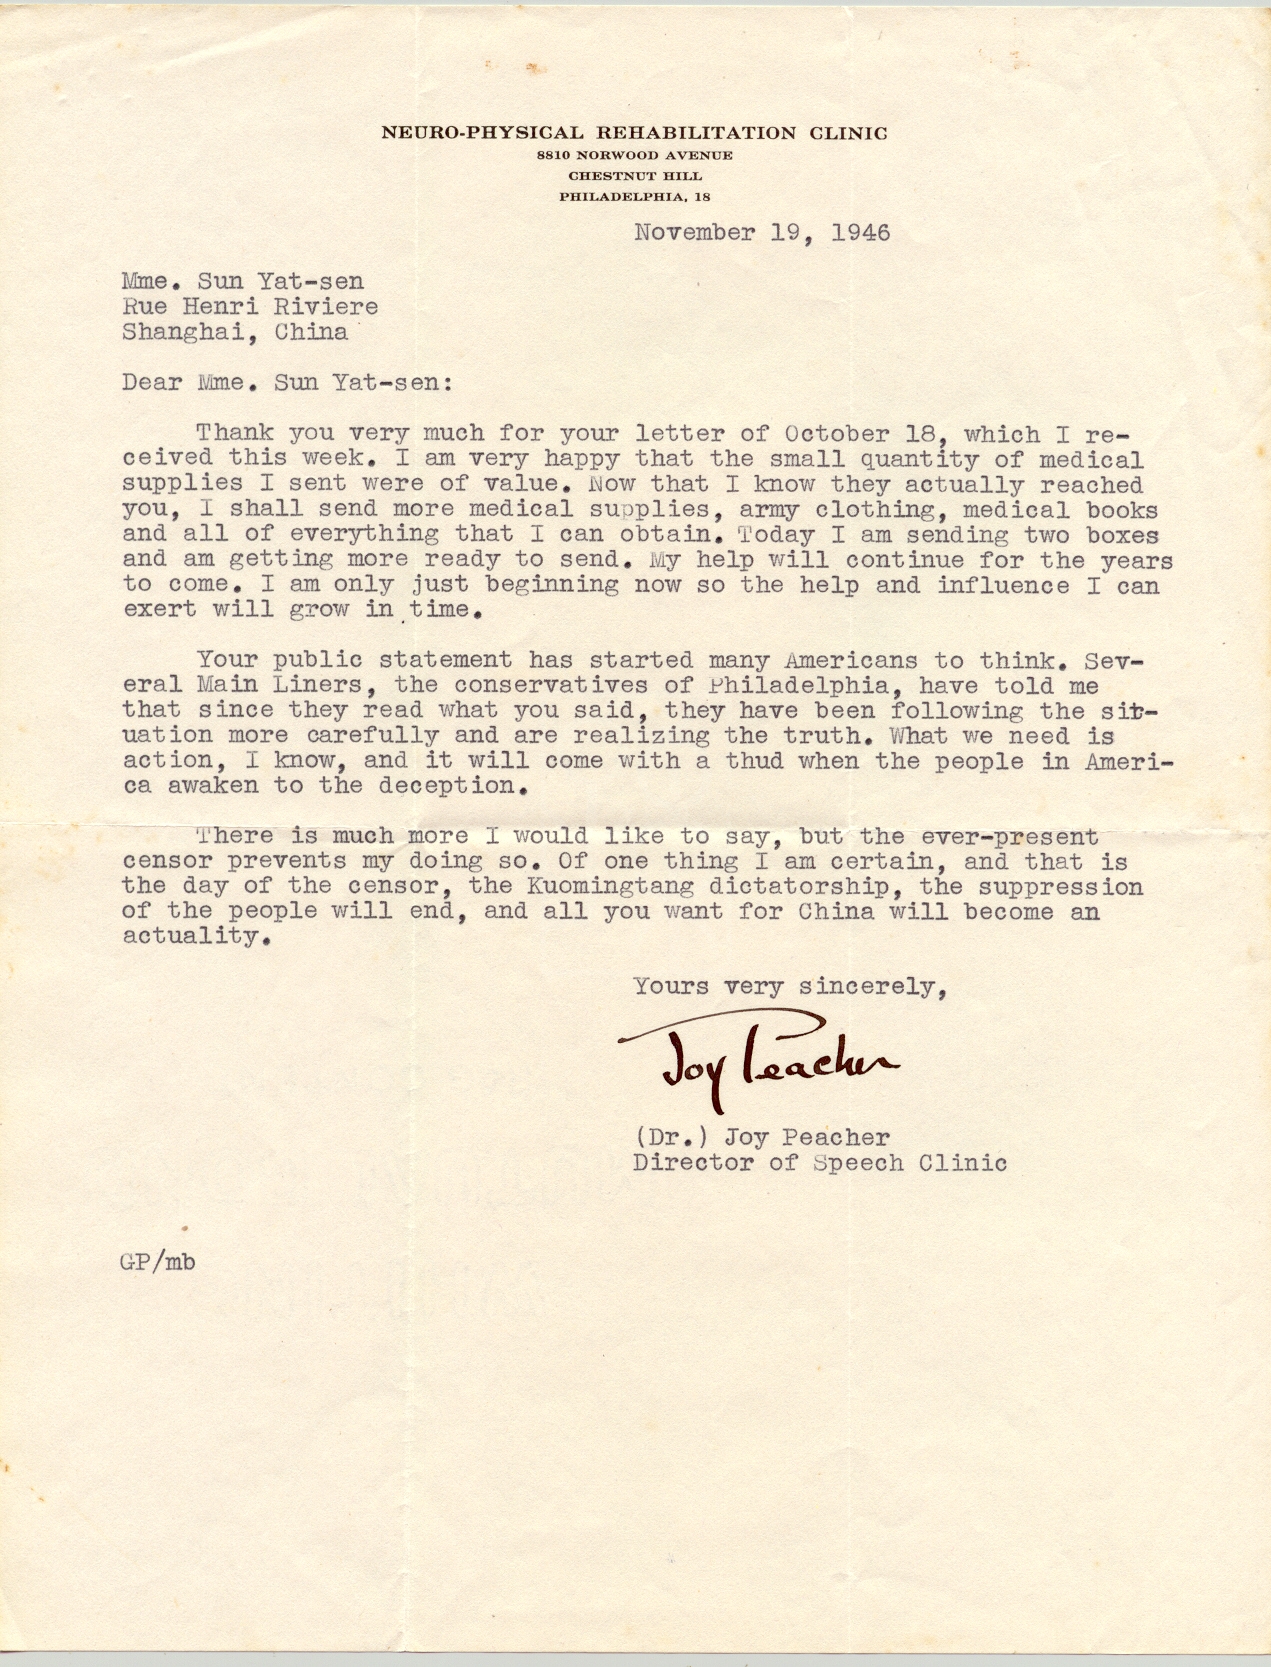 NEURO-PHYSICAL REHABILITATION CLINIC
8810 NORWOOD AVENUE
CHESTNUT HILL
PHILADELPHIA, 18
November 19, 1946
Mme. Sun Yat-sen
Rue Henri Riviere
Shanghai, China
Dear Mme. Sun Yat-sen:
Thank you very much for your letter of October 18, which I re-
ceived this week. I am very happy that the small quantity of medical
supplies I sent were of value. Now that I know they actually reached
you, I shall send more medical supplies, army clothing, medical books
and all of everything that I can obtain. Today I am sending two boxes
and am getting more ready to send. My help will continue for the years
to come. I am only just beginning now so the help and influence I can
exert will grow in time.
Your public statement has started many Americans to think. Sev-
eral Main Liners, the conservatives of Philadelphia, have told me
that since they read what you said, they have been following the sit-
uation more carefully and are realizing the truth. What we need is
action, I know, and it will come with a thud when the people in Ameri-
ca awaken to the deception.
There is much more I would like to say, but the ever-present
censor prevents my doing so. Of one thing I am certain, and that is
the day of the censor, the Kuomingtang dictatorship, the suppression
of the people will end, and all you want for China will become an
actuality.
Yours very sincerely,
Joy Peacher
(Dr.) Joy Peacher
Director of Speech Clinic
GP/mb